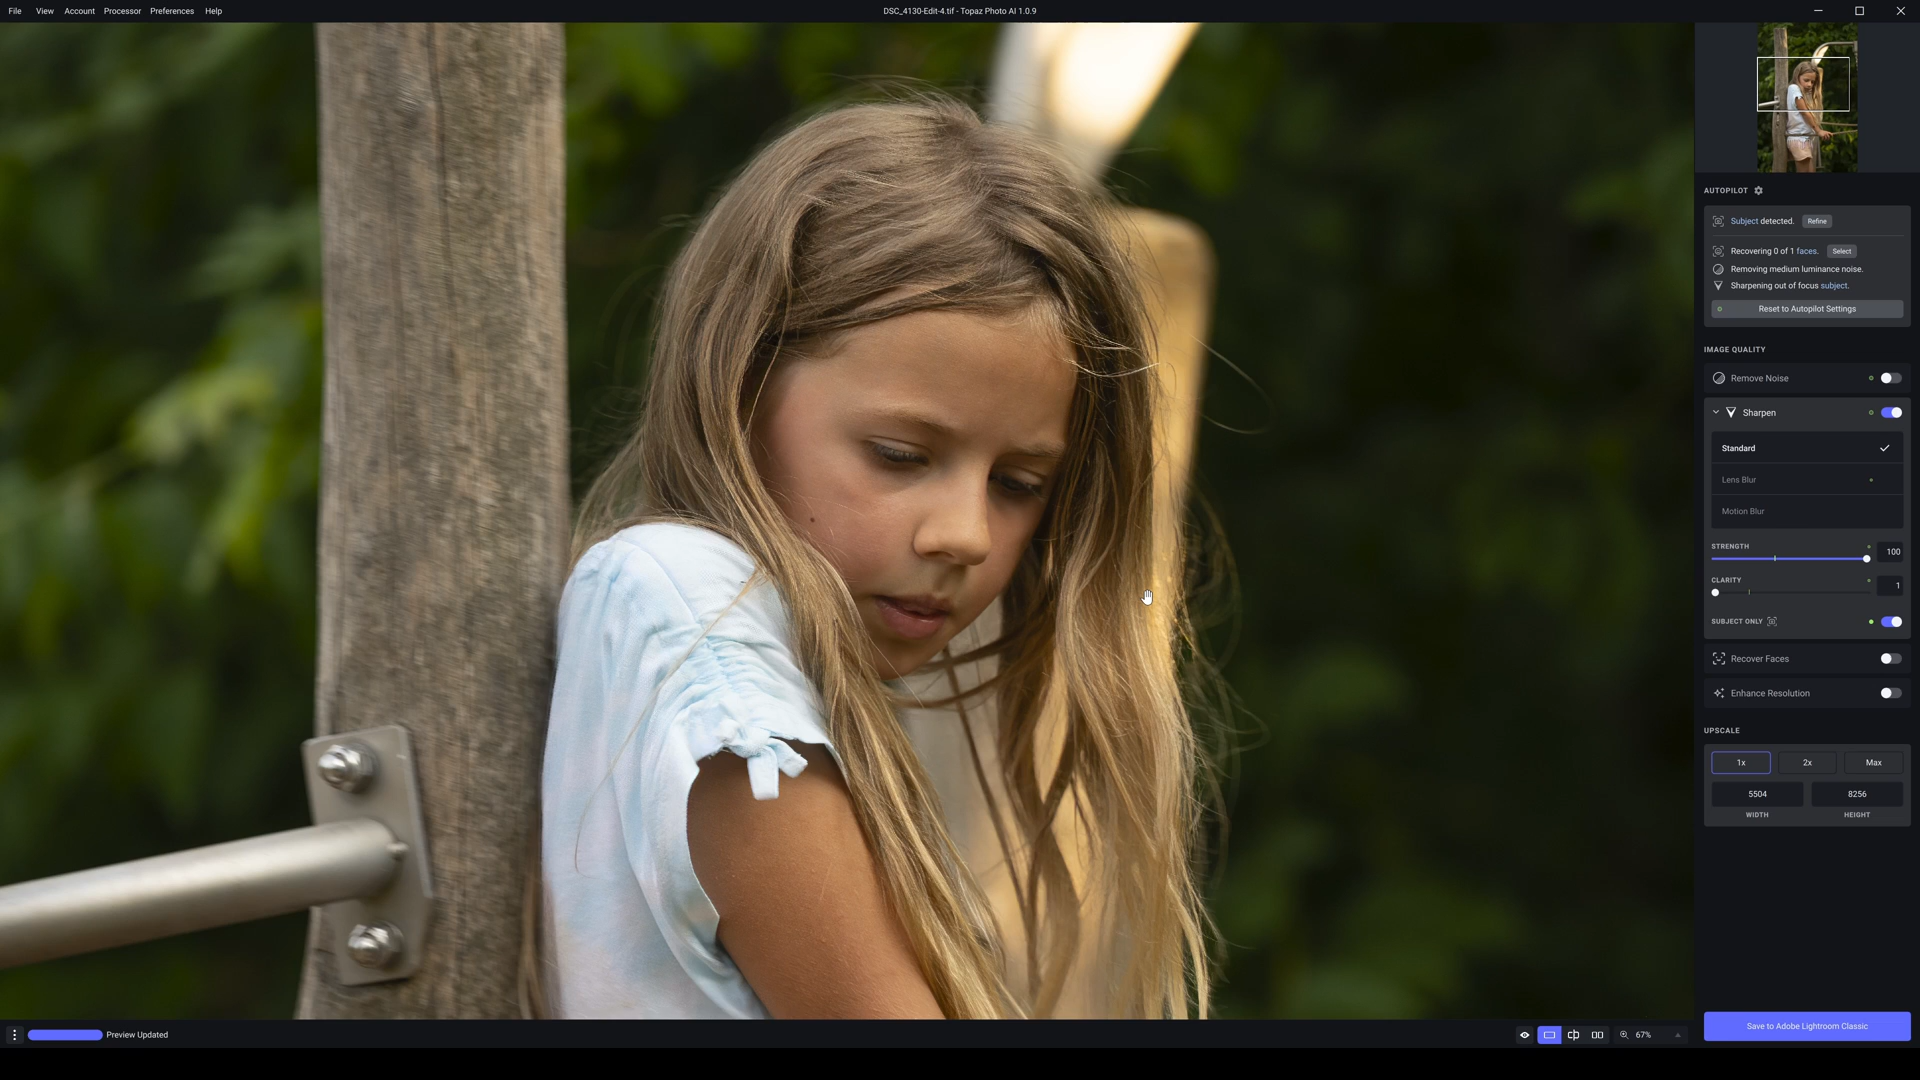 File View Account Processor Preferences Help
DSC_4130-Edit-4.tif - Topaz Photo AI 1.0.9
AUTOPILOT
Subject detected. Refine
Recovering 0 of 1 faces. Select
Removing medium luminance noise.
Sharpening out of focus subject.
Reset to Autopilot Settings
IMAGE QUALITY
Remove Noise
Sharpen
Standard
Lens Blur
Motion Blur
STRENGTH 100
CLARITY 1
SUBJECT ONLY
Recover Faces
Enhance Resolution
UPSCALE
1x 2x Max
5504 8256
WIDTH HEIGHT
Save to Adobe Lightroom Classic
Preview Updated
67%